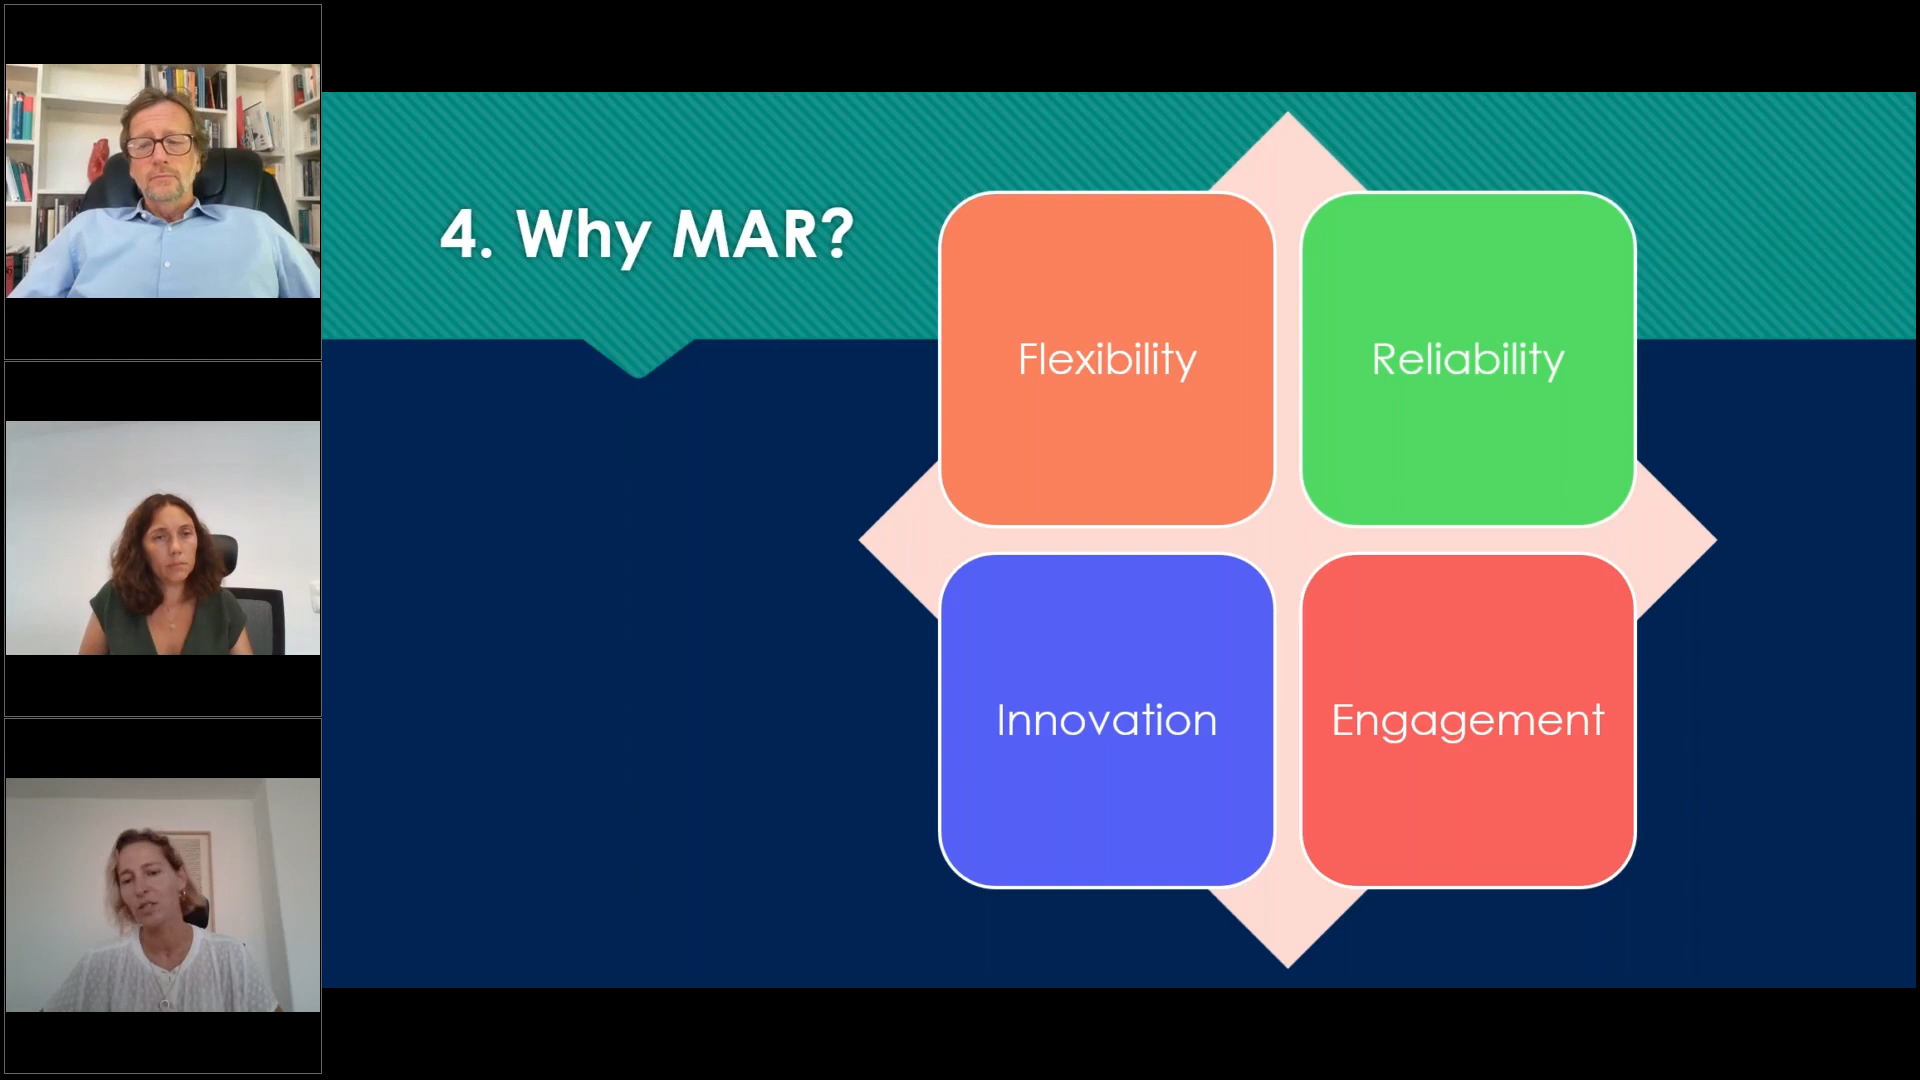 4. Why MAR?
Flexibility
Reliability
Innovation
Engagement